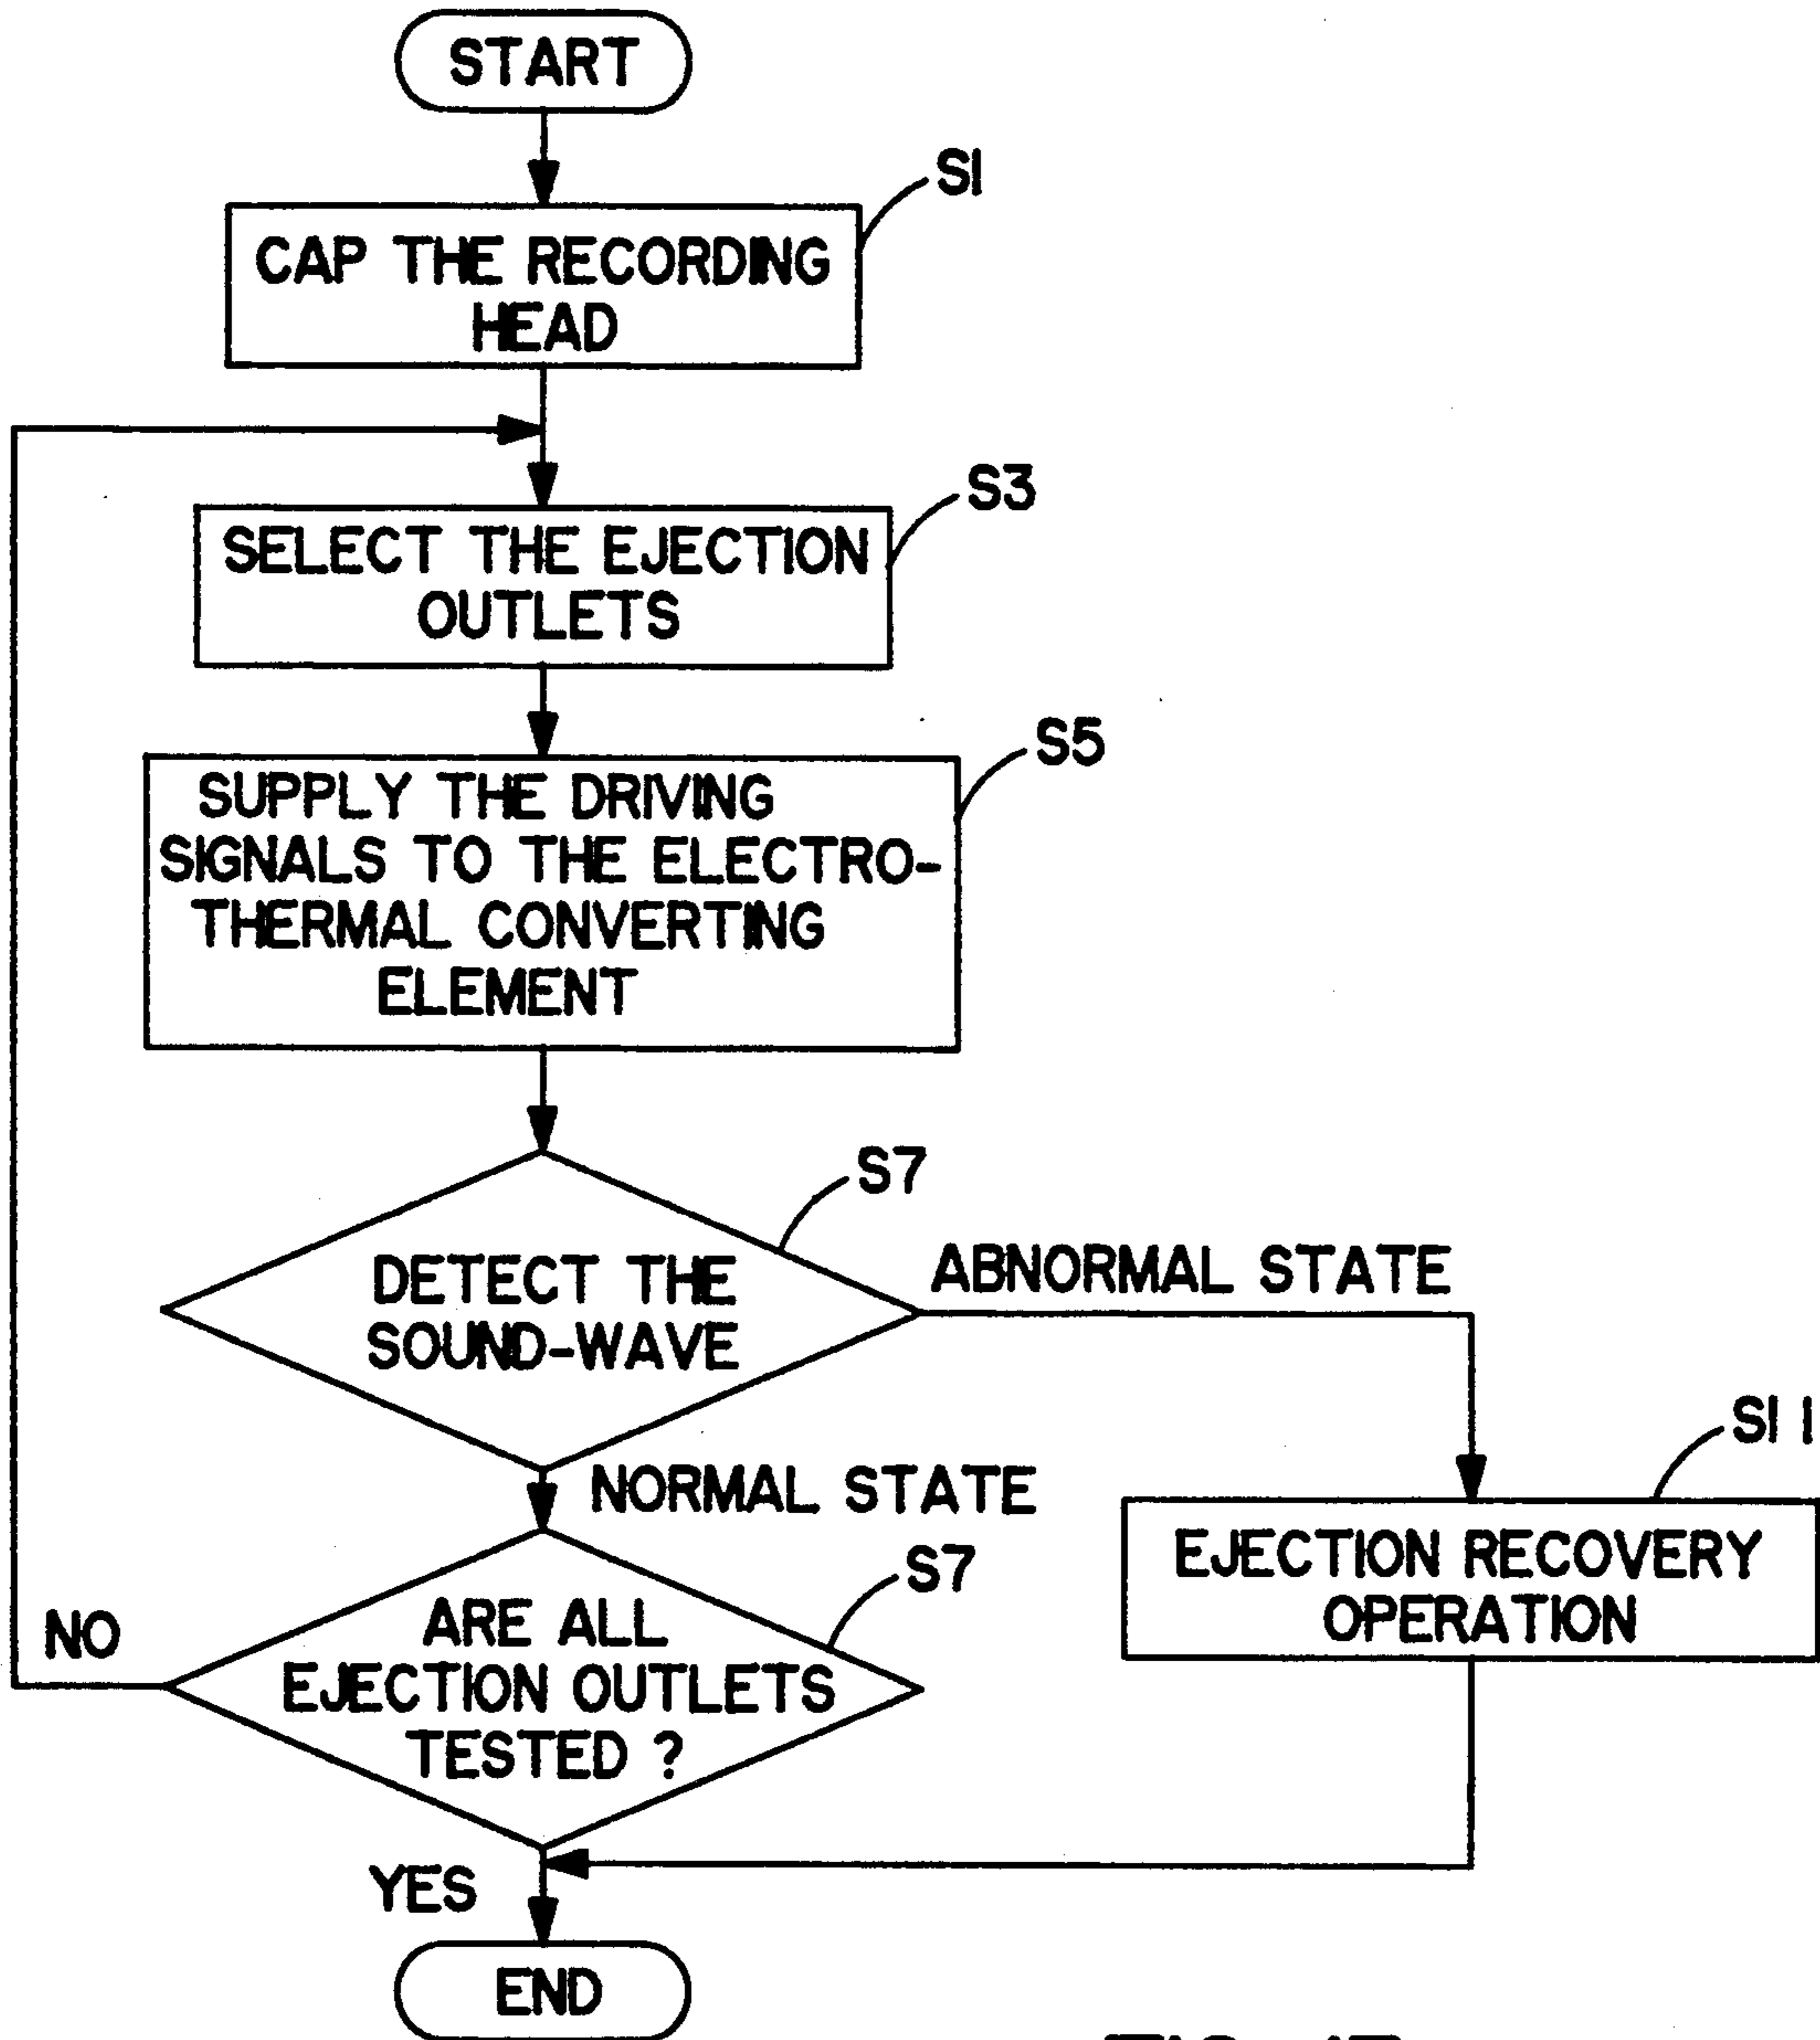 START
S1
CAP THE RECORDING
HEAD
S3
SELECT THE EJECTION
OUTLETS
S5
SUPPLY THE DRIVING
SIGNALS TO THE ELECTRO-
THERMAL CONVERTING
ELEMENT
S7
DETECT THE
SOUND-WAVE
ABNORMAL STATE
S11
NORMAL STATE
EJECTION RECOVERY
OPERATION
S7
ARE ALL
EJECTION OUTLETS
TESTED ?
NO
YES
END